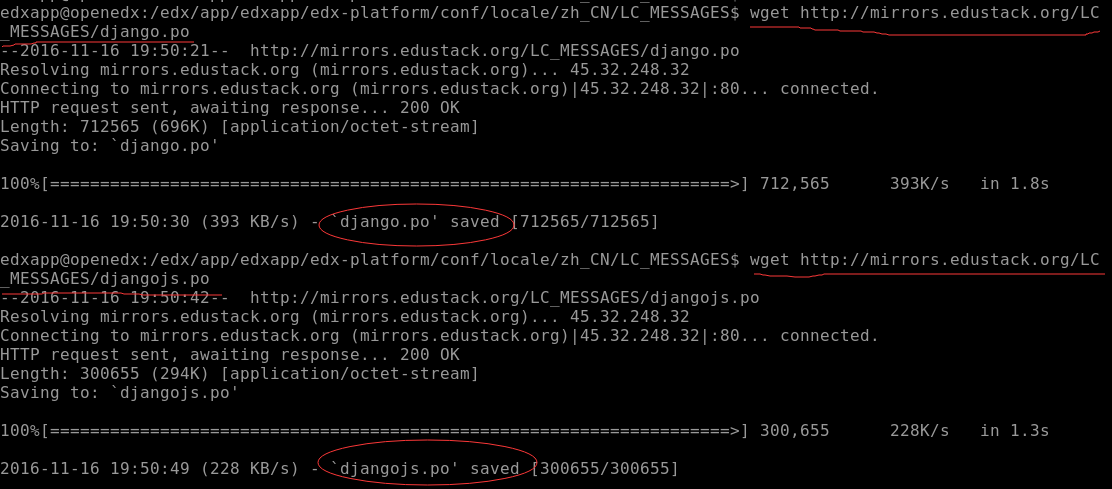 edxapp@openedx:/edx/app/edxapp/edx-platform/conf/locale/zh_CN/LC_MESSAGES$ wget http://mirrors.edustack.org/LC
_MESSAGES/django.po
--2016-11-16 19:50:21--  http://mirrors.edustack.org/LC_MESSAGES/django.po
Resolving mirrors.edustack.org (mirrors.edustack.org)... 45.32.248.32
Connecting to mirrors.edustack.org (mirrors.edustack.org)|45.32.248.32|:80... connected.
HTTP request sent, awaiting response... 200 OK
Length: 712565 (696K) [application/octet-stream]
Saving to: `django.po'
100%[====================================================================>] 712,565      393K/s   in 1.8s
2016-11-16 19:50:30 (393 KB/s) - `django.po' saved [712565/712565]
edxapp@openedx:/edx/app/edxapp/edx-platform/conf/locale/zh_CN/LC_MESSAGES$ wget http://mirrors.edustack.org/LC
_MESSAGES/djangojs.po
--2016-11-16 19:50:42--  http://mirrors.edustack.org/LC_MESSAGES/djangojs.po
Resolving mirrors.edustack.org (mirrors.edustack.org)... 45.32.248.32
Connecting to mirrors.edustack.org (mirrors.edustack.org)|45.32.248.32|:80... connected.
HTTP request sent, awaiting response... 200 OK
Length: 300655 (294K) [application/octet-stream]
Saving to: `djangojs.po'
100%[====================================================================>] 300,655      228K/s   in 1.3s
2016-11-16 19:50:49 (228 KB/s) - `djangojs.po' saved [300655/300655]